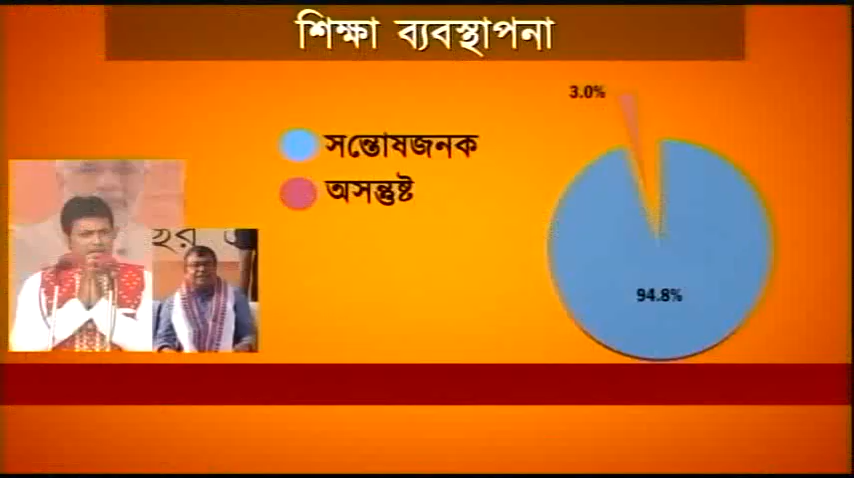 শিক্ষা ব্যবস্থাপনা
3.0%
সন্তোষজনক
অসন্তুষ্ট
94.8%